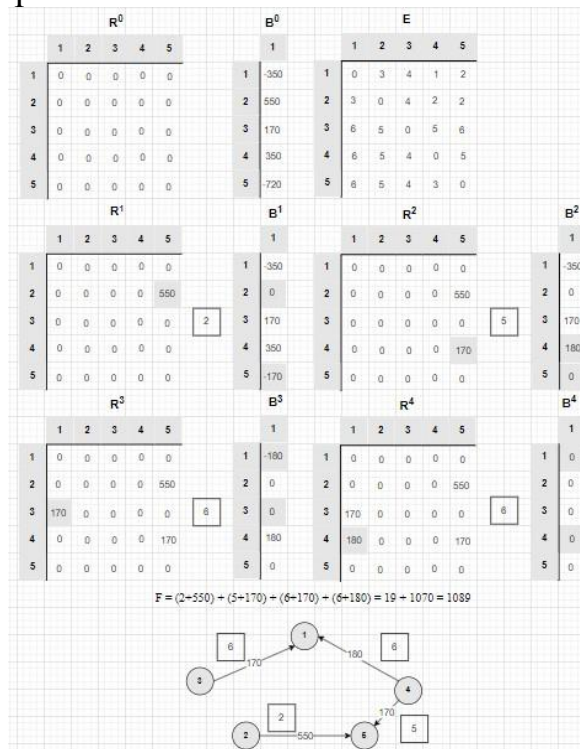 R⁰ B⁰ E
1 2 3 4 5 1 1 2 3 4 5
1 0 0 0 0 0 1 -350 1 0 3 4 1 2
2 0 0 0 0 0 2 550 2 3 0 4 2 2
3 0 0 0 0 0 3 170 3 6 5 0 5 6
4 0 0 0 0 0 4 350 4 6 5 4 0 5
5 0 0 0 0 0 5 -720 5 6 5 4 3 0
R¹ B¹ R² B²
1 2 3 4 5 1 1 2 3 4 5 1
1 0 0 0 0 0 1 -350 1 0 0 0 0 0 1 -350
2 0 0 0 0 550 2 0 2 0 0 0 0 550 2 0
3 0 0 0 0 0 2 3 170 3 0 0 0 0 0 5 3 170
4 0 0 0 0 0 4 350 4 0 0 0 0 170 4 180
5 0 0 0 0 0 5 -170 5 0 0 0 0 0 5 0
R³ B³ R⁴ B⁴
1 2 3 4 5 1 1 2 3 4 5 1
1 0 0 0 0 0 1 -180 1 0 0 0 0 0 1 0
2 0 0 0 0 550 2 0 2 0 0 0 0 550 2 0
3 170 0 0 0 0 6 3 0 3 170 0 0 0 0 6 3 0
4 0 0 0 0 170 4 180 4 180 0 0 0 170 4 0
5 0 0 0 0 0 5 0 5 0 0 0 0 0 5 0
F = (2+550) + (5+170) + (6+170) + (6+180) = 19 + 1070 = 1089
6 1 6
170 180
3 4
2 170
2 550 5 5